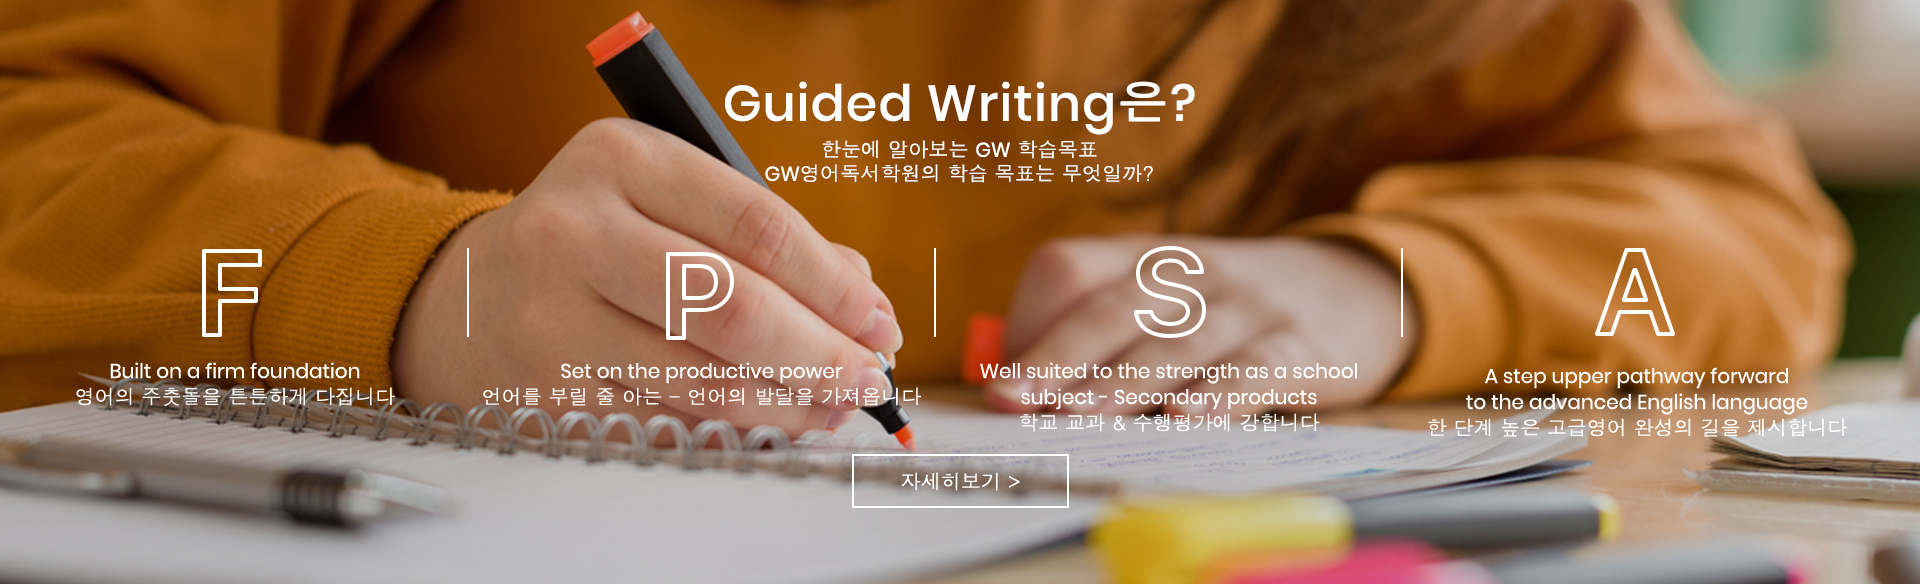 Guided Writing은?
한눈에 알아보는 GW 학습목표
GW영어독서학원의 학습 목표는 무엇일까?
F
Built on a firm foundation
영어의 주춧돌을 튼튼하게 다집니다
P
Set on the productive power
언어를 부릴 줄 아는 – 언어의 발달을 가져옵니다
S
Well suited to the strength as a school
subject - Secondary products
학교 교과 & 수행평가에 강합니다
A
A step upper pathway forward
to the advanced English language
한 단계 높은 고급영어 완성의 길을 제시합니다
자세히보기 >